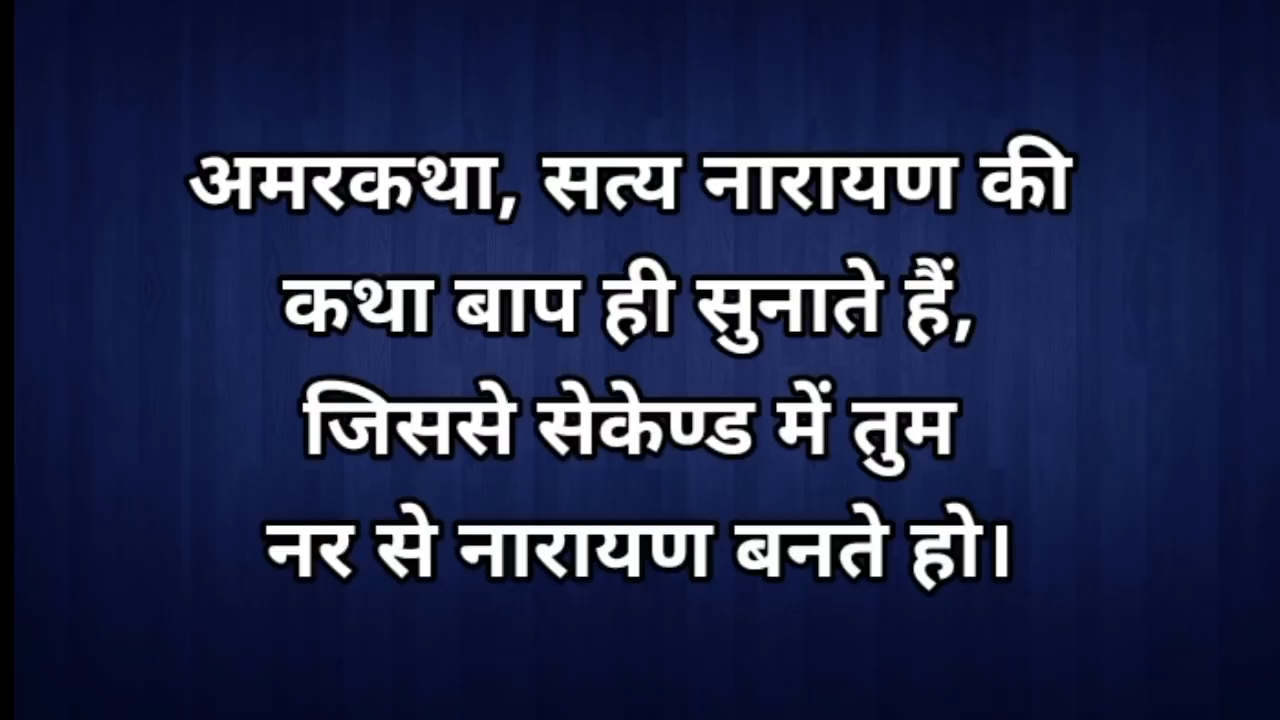 अमरकथा, सत्य नारायण की
कथा बाप ही सुनाते हैं,
जिससे सेकेण्ड में तुम
नर से नारायण बनते हो।